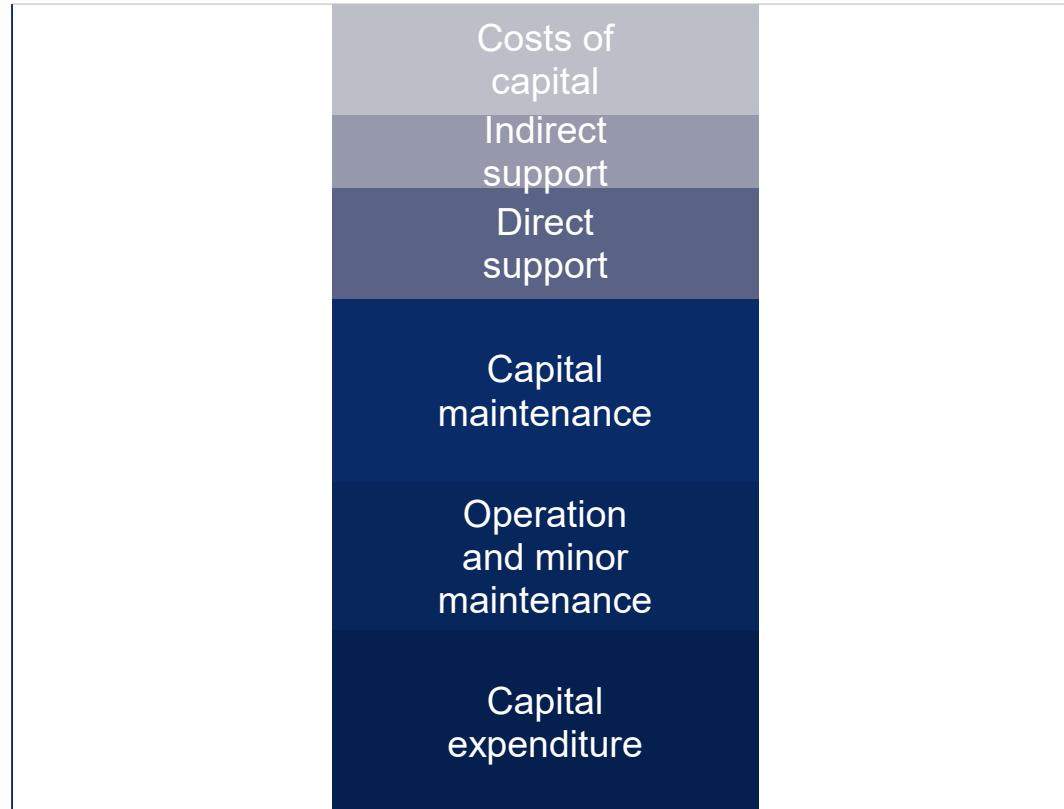 Costs of
capital
Indirect
support
Direct
support
Capital
maintenance
Operation
and minor
maintenance
Capital
expenditure